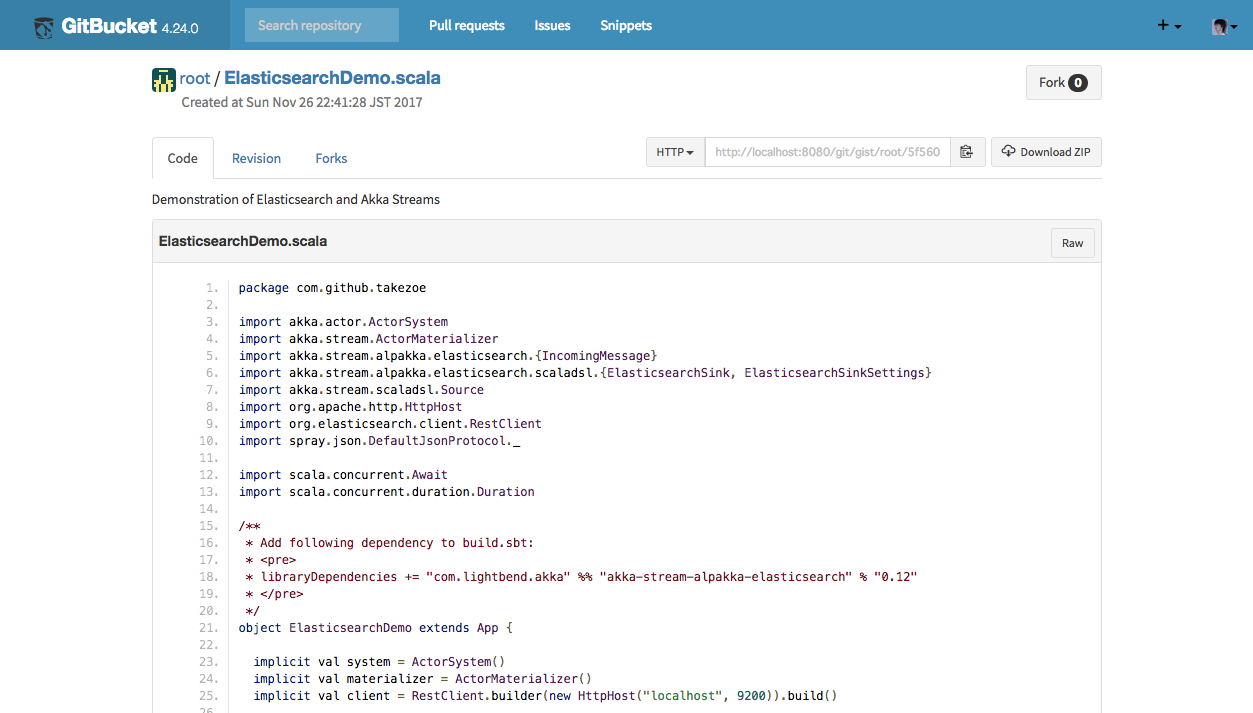 GitBucket 4.24.0 Search repository Pull requests Issues Snippets +
root / ElasticsearchDemo.scala Fork 0
Created at Sun Nov 26 22:41:28 JST 2017
Code Revision Forks HTTP http://localhost:8080/git/gist/root/5f560 Download ZIP
Demonstration of Elasticsearch and Akka Streams
ElasticsearchDemo.scala Raw
1. package com.github.takezoe
2.
3. import akka.actor.ActorSystem
4. import akka.stream.ActorMaterializer
5. import akka.stream.alpakka.elasticsearch.{IncomingMessage}
6. import akka.stream.alpakka.elasticsearch.scaladsl.{ElasticsearchSink, ElasticsearchSinkSettings}
7. import akka.stream.scaladsl.Source
8. import org.apache.http.HttpHost
9. import org.elasticsearch.client.RestClient
10. import spray.json.DefaultJsonProtocol._
11.
12. import scala.concurrent.Await
13. import scala.concurrent.duration.Duration
14.
15. /**
16. * Add following dependency to build.sbt:
17. * <pre>
18. * libraryDependencies += "com.lightbend.akka" %% "akka-stream-alpakka-elasticsearch" % "0.12"
19. * </pre>
20. */
21. object ElasticsearchDemo extends App {
22.
23. implicit val system = ActorSystem()
24. implicit val materializer = ActorMaterializer()
25. implicit val client = RestClient.builder(new HttpHost("localhost", 9200)).build()
26.